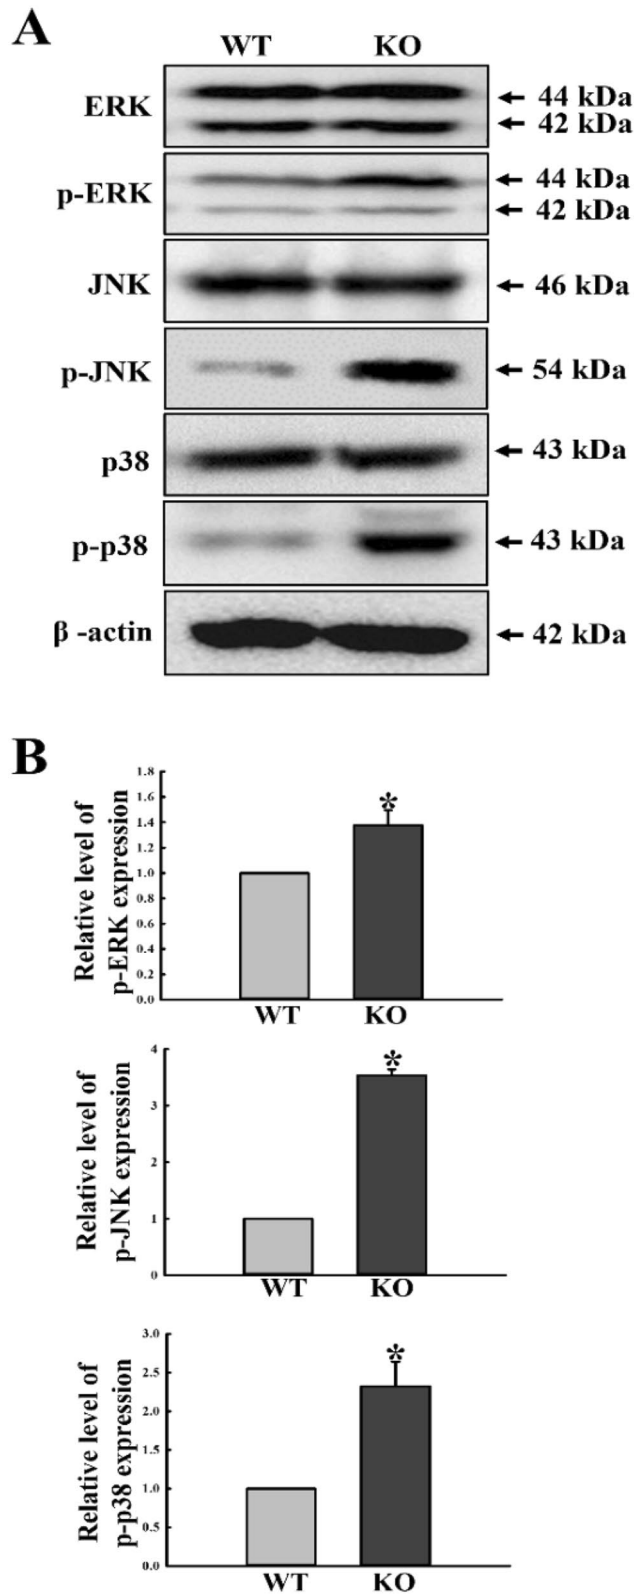 A
WT KO
ERK
44 kDa
42 kDa
p-ERK
44 kDa
42 kDa
JNK
46 kDa
p-JNK
54 kDa
p38
43 kDa
p-p38
43 kDa
β -actin
42 kDa
B
Relative level of
p-ERK expression
1.8
1.6
1.4
1.2
1.0
0.8
0.6
0.4
0.2
0.0
*
WT KO
Relative level of
p-JNK expression
4
3
2
1
0
*
WT KO
Relative level of
p-p38 expression
3.0
2.5
2.0
1.5
1.0
0.5
0.0
*
WT KO